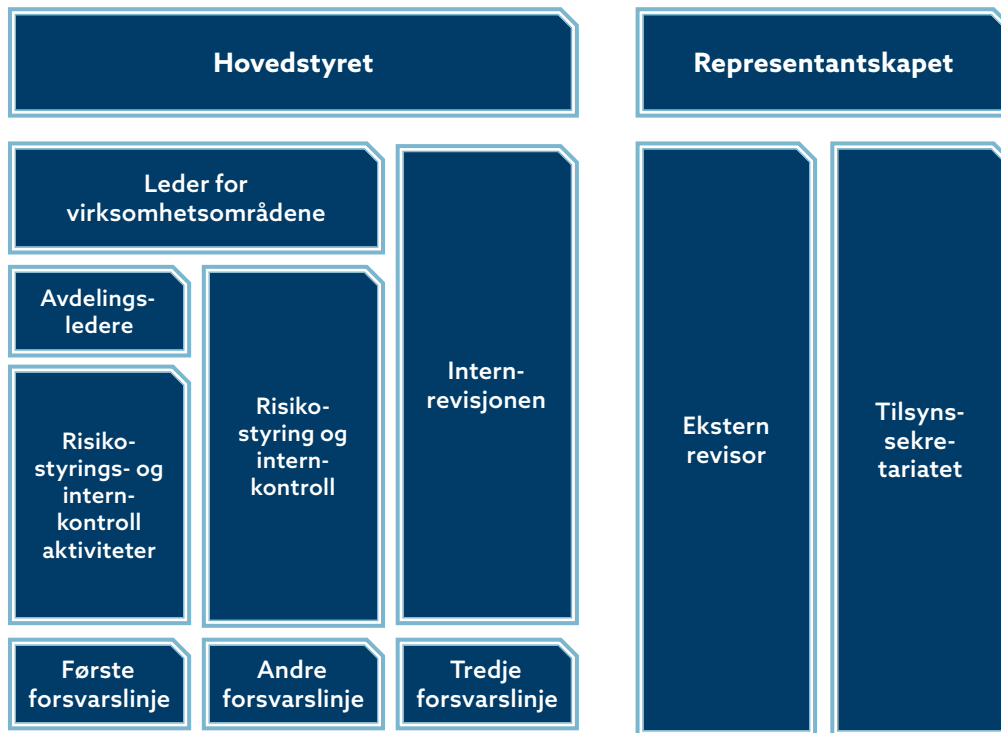 Hovedstyret
Representantskapet
Leder for
virksomhetsområdene
Avdelings-
ledere
Risiko-
styrings- og
intern-
kontroll
aktiviteter
Risiko-
styring og
intern-
kontroll
Intern-
revisjonen
Ekstern
revisor
Tilsyns-
sekre-
tariatet
Første
forsvarslinje
Andre
forsvarslinje
Tredje
forsvarslinje